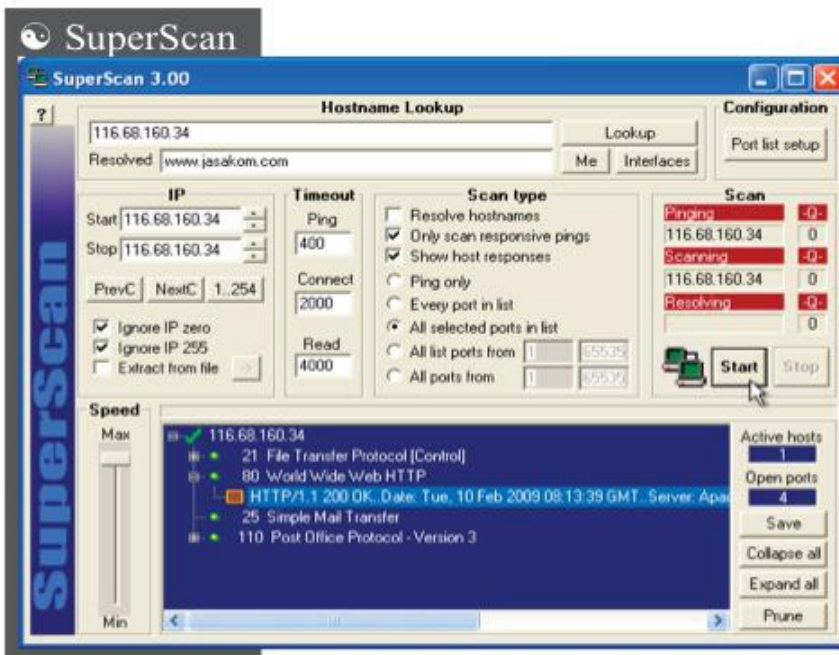 SuperScan
SuperScan 3.00
?
Hostname Lookup
116.68.160.34
Lookup
Resolved www.jasakom.com
Me Interfaces
Configuration
Port list setup
IP
Start 116.68.160.34
Stop 116.68.160.34
PrevC NextC 1..254
Ignore IP zero
Ignore IP 255
Extract from file ->
Timeout
Ping
400
Connect
2000
Read
4000
Scan type
Resolve hostnames
Only scan responsive pings
Show host responses
Ping only
Every port in list
All selected ports in list
All list ports from 1 65535
All ports from 1 65535
Scan
Pinging -Q-
116.68.160.34 0
Scanning -Q-
116.68.160.34 0
Resolving -Q-
0
Start Stop
SuperScan
Speed
Max
Min
116.68.160.34
21 File Transfer Protocol [Control]
80 World Wide Web HTTP
HTTP/1.1 200 OK..Date: Tue, 10 Feb 2009 08:13:39 GMT..Server: Apac
25 Simple Mail Transfer
110 Post Office Protocol - Version 3
Active hosts
1
Open ports
4
Save
Collapse all
Expand all
Prune